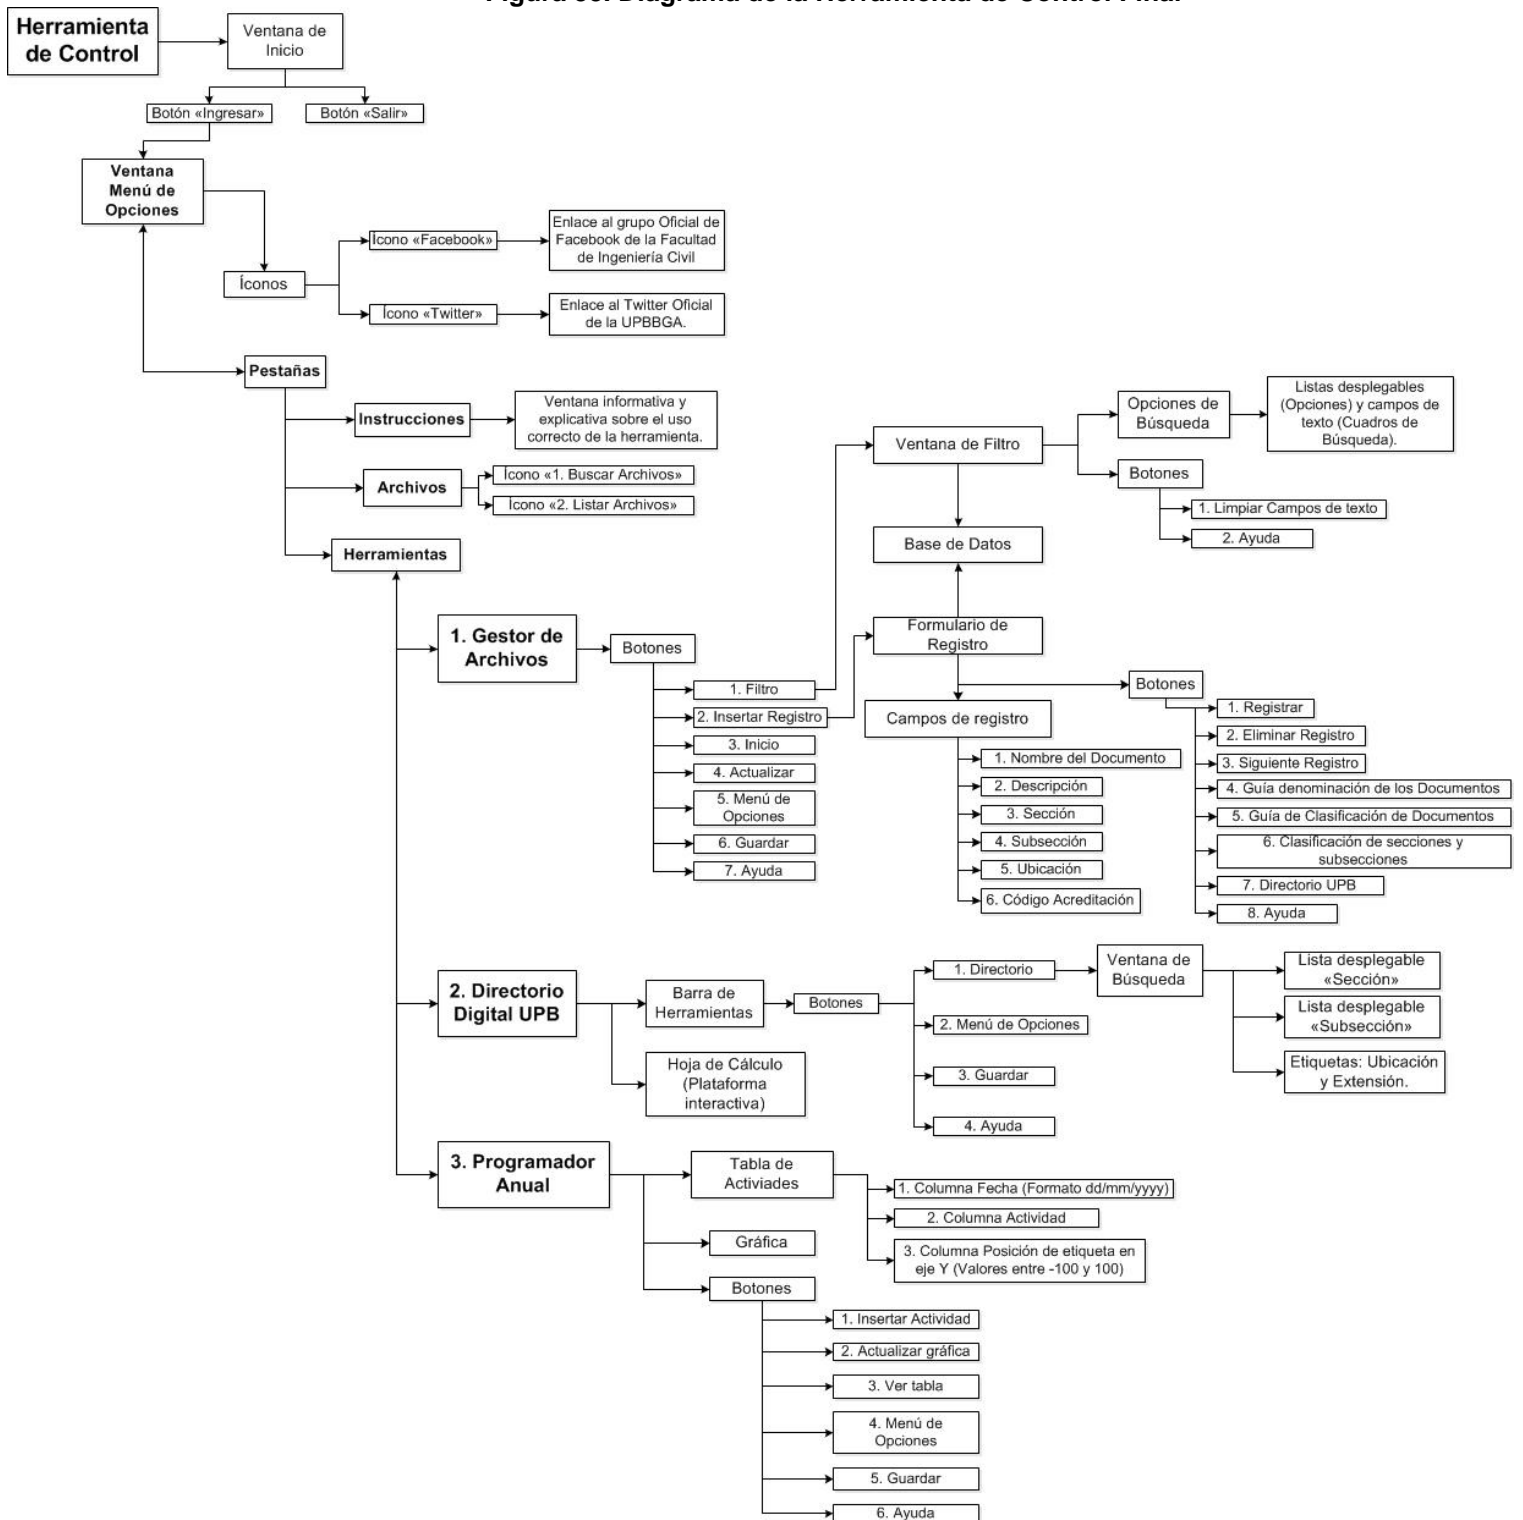 Herramienta
de Control
Ventana de
Inicio
Botón «Ingresar»
Botón «Salir»
Ventana
Menú de
Opciones
Íconos
Ícono «Facebook»
Enlace al grupo Oficial de
Facebook de la Facultad
de Ingeniería Civil
Ícono «Twitter»
Enlace al Twitter Oficial
de la UPBBGA.
Pestañas
Instrucciones
Ventana informativa y
explicativa sobre el uso
correcto de la herramienta.
Archivos
Ícono «1. Buscar Archivos»
Ícono «2. Listar Archivos»
Herramientas
1. Gestor de
Archivos
Botones
1. Filtro
2. Insertar Registro
3. Inicio
4. Actualizar
5. Menú de
Opciones
6. Guardar
7. Ayuda
Ventana de Filtro
Opciones de
Búsqueda
Listas desplegables
(Opciones) y campos de
texto (Cuadros de
Búsqueda).
Botones
1. Limpiar Campos de texto
2. Ayuda
Base de Datos
Formulario de
Registro
Campos de registro
1. Nombre del Documento
2. Descripción
3. Sección
4. Subsección
5. Ubicación
6. Código Acreditación
Botones
1. Registrar
2. Eliminar Registro
3. Siguiente Registro
4. Guía denominación de los Documentos
5. Guía de Clasificación de Documentos
6. Clasificación de secciones y
subsecciones
7. Directorio UPB
8. Ayuda
2. Directorio
Digital UPB
Barra de
Herramientas
Botones
1. Directorio
2. Menú de Opciones
3. Guardar
4. Ayuda
Ventana de
Búsqueda
Lista desplegable
«Sección»
Lista desplegable
«Subsección»
Etiquetas: Ubicación
y Extensión.
Hoja de Cálculo
(Plataforma
interactiva)
3. Programador
Anual
Tabla de
Activiades
1. Columna Fecha (Formato dd/mm/yyyy)
2. Columna Actividad
3. Columna Posición de etiqueta en
eje Y (Valores entre -100 y 100)
Gráfica
Botones
1. Insertar Actividad
2. Actualizar gráfica
3. Ver tabla
4. Menú de
Opciones
5. Guardar
6. Ayuda